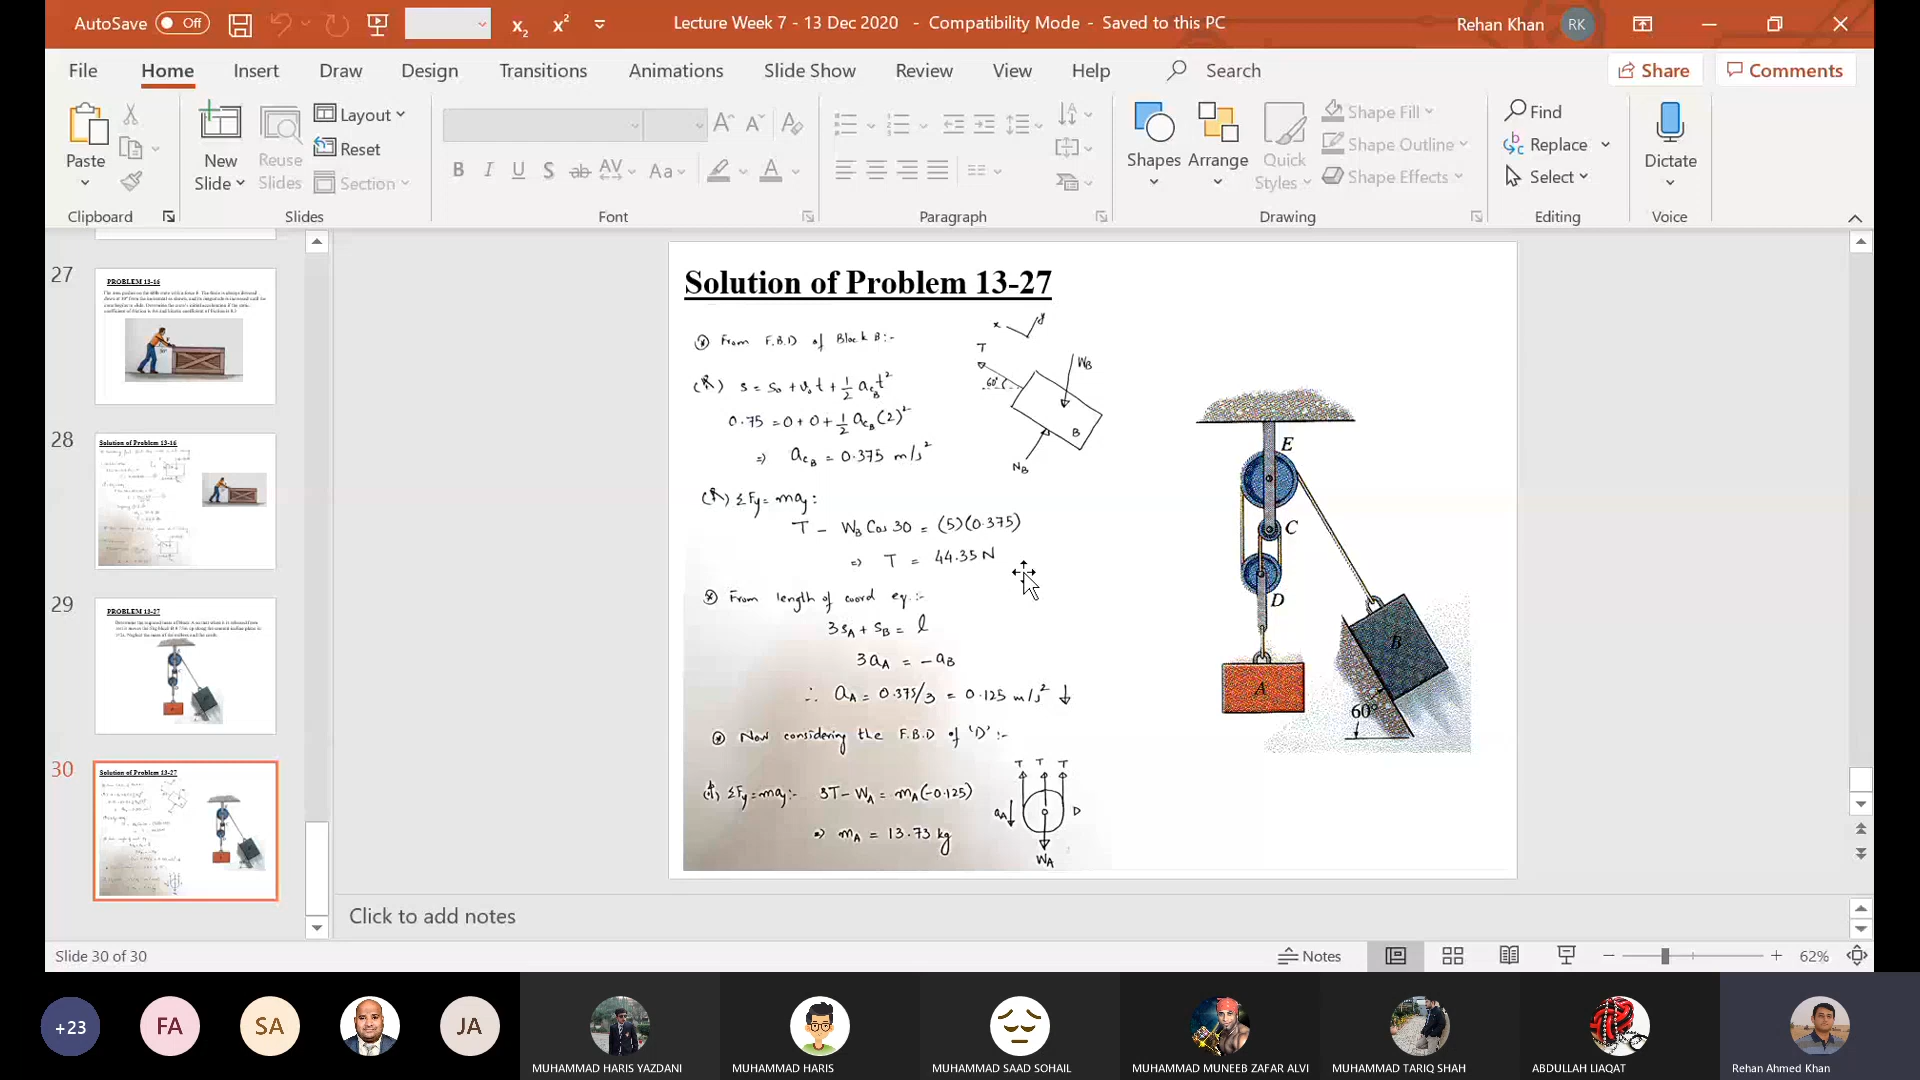 AutoSave Off
Lecture Week 7 - 13 Dec 2020 - Compatibility Mode - Saved to this PC
Rehan Khan RK
File Home Insert Draw Design Transitions Animations Slide Show Review View Help Search
Share Comments
Paste
New Slide
Reuse Slides
Layout
Reset
Section
B I U S ab AV Aa A
Shapes Arrange Quick Styles
Shape Fill
Shape Outline
Shape Effects
Find
Replace
Select
Dictate
Clipboard Slides Font Paragraph Drawing Editing Voice
27
PROBLEM 13-16
28
Solution of Problem 13-16
29
PROBLEM 13-27
30
Solution of Problem 13-27
Solution of Problem 13-27
From F.B.D of Block B:-
s = s₀ + v₀t + 1/2 a_cB t²
0.75 = 0 + 0 + 1/2 a_cB (2)²
⇒ a_cB = 0.375 m/s²
ΣFy = may:
T - WB Cos 30 = (5)(0.375)
⇒ T = 44.35 N
From length of coord eq.:-
3sA + sB = l
3aA = -aB
∴ aA = 0.375/3 = 0.125 m/s² ↓
Now considering the F.B.D of 'D':-
ΣFy = may:- 3T - WA = mA(-0.125)
⇒ mA = 13.73 kg
x y
T
60°
WB
B
NB
T T T
aA
D
WA
E
C
D
A
B
60°
Click to add notes
Slide 30 of 30
Notes
62%
+23
FA
SA
JA
MUHAMMAD HARIS YAZDANI
MUHAMMAD HARIS
MUHAMMAD SAAD SOHAIL
MUHAMMAD MUNEEB ZAFAR ALVI
MUHAMMAD TARIQ SHAH
ABDULLAH LIAQAT
Rehan Ahmed Khan